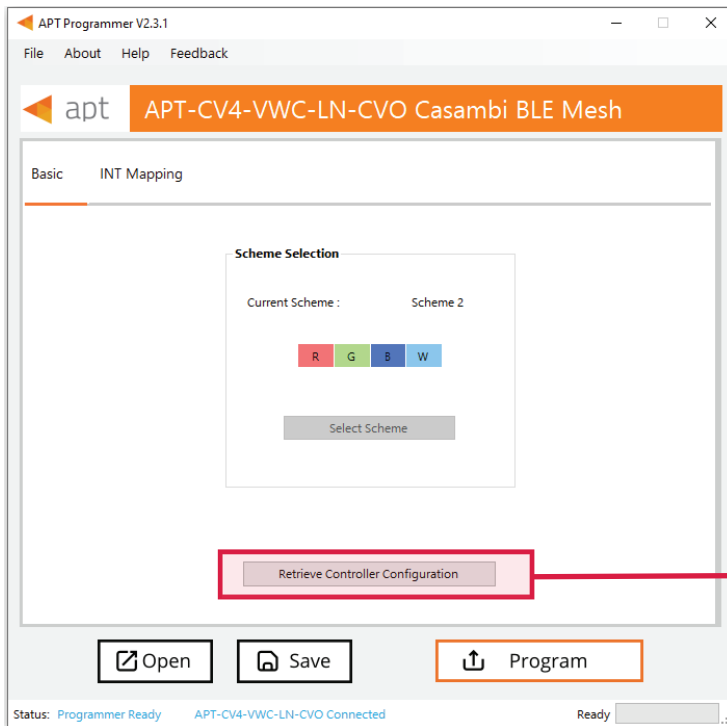 APT Programmer V2.3.1
File About Help Feedback
apt APT-CV4-VWC-LN-CVO Casambi BLE Mesh
Basic INT Mapping
Scheme Selection
Current Scheme : Scheme 2
R G B W
Select Scheme
Retrieve Controller Configuration
Open Save Program
Status: Programmer Ready APT-CV4-VWC-LN-CVO Connected Ready